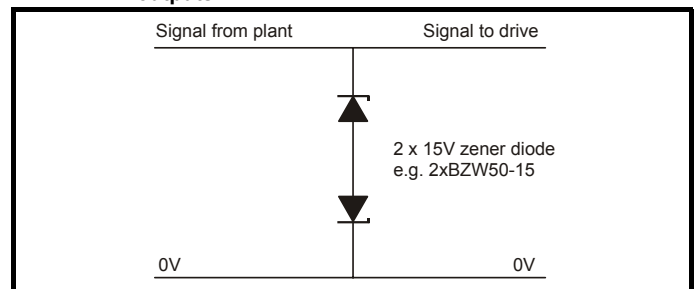 Signal from plant Signal to drive
2 x 15V zener diode
e.g. 2xBZW50-15
0V 0V